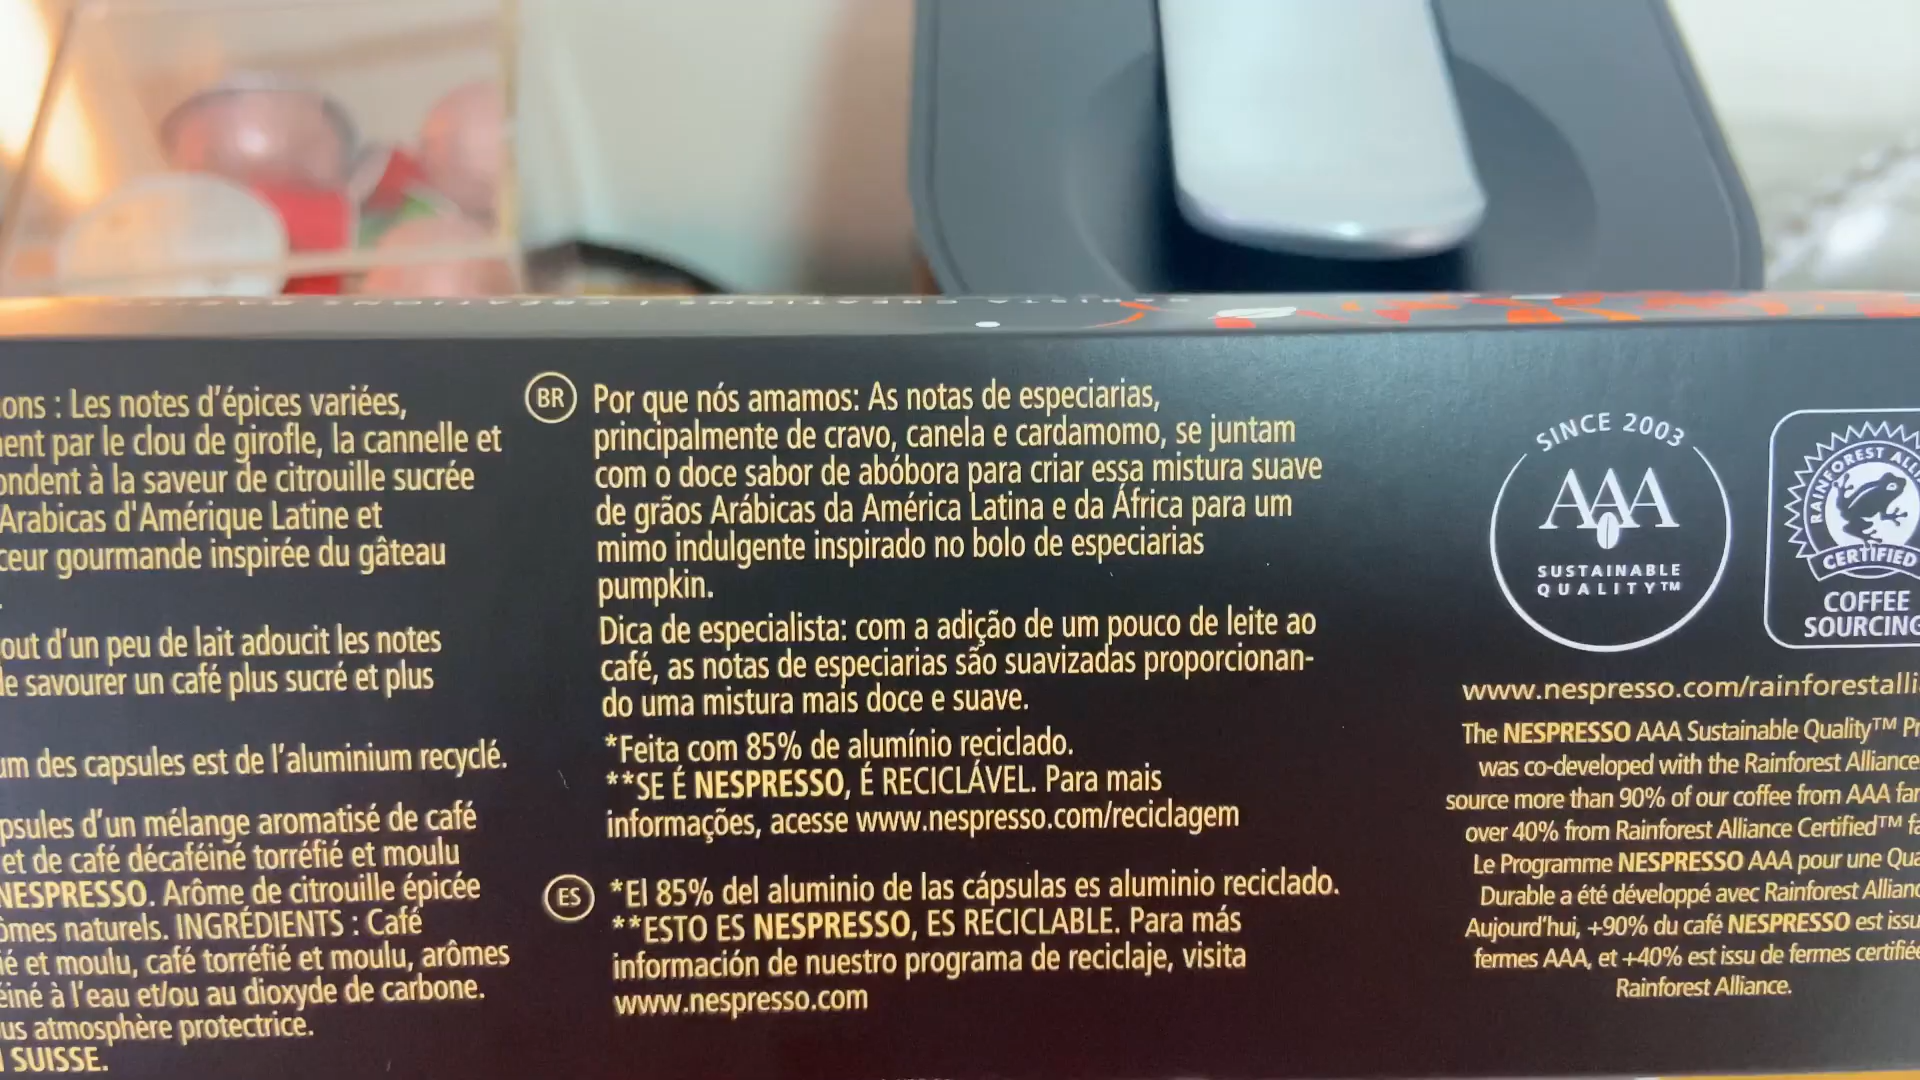 ons : Les notes d'épices variées,
ent par le clou de girofle, la cannelle et
ondent à la saveur de citrouille sucrée
Arabicas d'Amérique Latine et
ceur gourmande inspirée du gâteau
out d'un peu de lait adoucit les notes
le savourer un café plus sucré et plus
um des capsules est de l'aluminium recyclé.
psules d'un mélange aromatisé de café
et de café décaféiné torréfié et moulu
NESPRESSO. Arôme de citrouille épicée
ômes naturels. INGRÉDIENTS : Café
ié et moulu, café torréfié et moulu, arômes
éiné à l'eau et/ou au dioxyde de carbone.
us atmosphère protectrice.
SUISSE.
BR
Por que nós amamos: As notas de especiarias,
principalmente de cravo, canela e cardamomo, se juntam
com o doce sabor de abóbora para criar essa mistura suave
de grãos Arábicas da América Latina e da África para um
mimo indulgente inspirado no bolo de especiarias
pumpkin.
Dica de especialista: com a adição de um pouco de leite ao
café, as notas de especiarias são suavizadas proporcionan-
do uma mistura mais doce e suave.
*Feita com 85% de alumínio reciclado.
**SE É NESPRESSO, É RECICLÁVEL. Para mais
informações, acesse www.nespresso.com/reciclagem
ES
*El 85% del aluminio de las cápsulas es aluminio reciclado.
**ESTO ES NESPRESSO, ES RECICLABLE. Para más
información de nuestro programa de reciclaje, visita
www.nespresso.com
SINCE 2003
AAA
SUSTAINABLE
QUALITY™
RAINFOREST ALL
CERTIFIED
COFFEE
SOURCING
www.nespresso.com/rainforestalli
The NESPRESSO AAA Sustainable Quality™ Pr
was co-developed with the Rainforest Alliance
source more than 90% of our coffee from AAA far
over 40% from Rainforest Alliance Certified™ fa
Le Programme NESPRESSO AAA pour une Qua
Durable a été développé avec Rainforest Allianc
Aujourd'hui, +90% du café NESPRESSO est issu
fermes AAA, et +40% est issu de fermes certifiée
Rainforest Alliance.